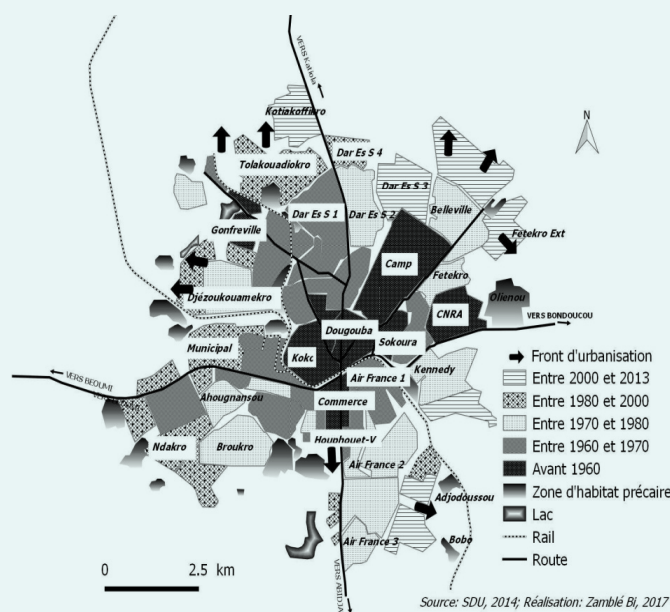 VERS Katiola
Kotiakoffikro
N
Dar Es S 4
Tolakouadiokro
Dar Es S 3
Belleville
Dar Es S 1
Dar Es S 2
Gonfreville
Fetekro Ext
Camp
Fetekro
Olienou
Djézoukouamekro
CNRA
Dougouba
VERS BONDOUCOU
Sokoura
Municipal
Koko
Kennedy
Air France 1
VERS BEOUMI
Ahougnansou
Commerce
Houphouet-V
Ndakro
Broukro
Air France 2
Adjodoussou
Bobo
Air France 3
Front d'urbanisation
Entre 2000 et 2013
Entre 1980 et 2000
Entre 1970 et 1980
Entre 1960 et 1970
Avant 1960
Zone d'habitat précaire
Lac
Rail
Route
0 2.5 km
Source: SDU, 2014; Réalisation: Zamblé Bi, 2017